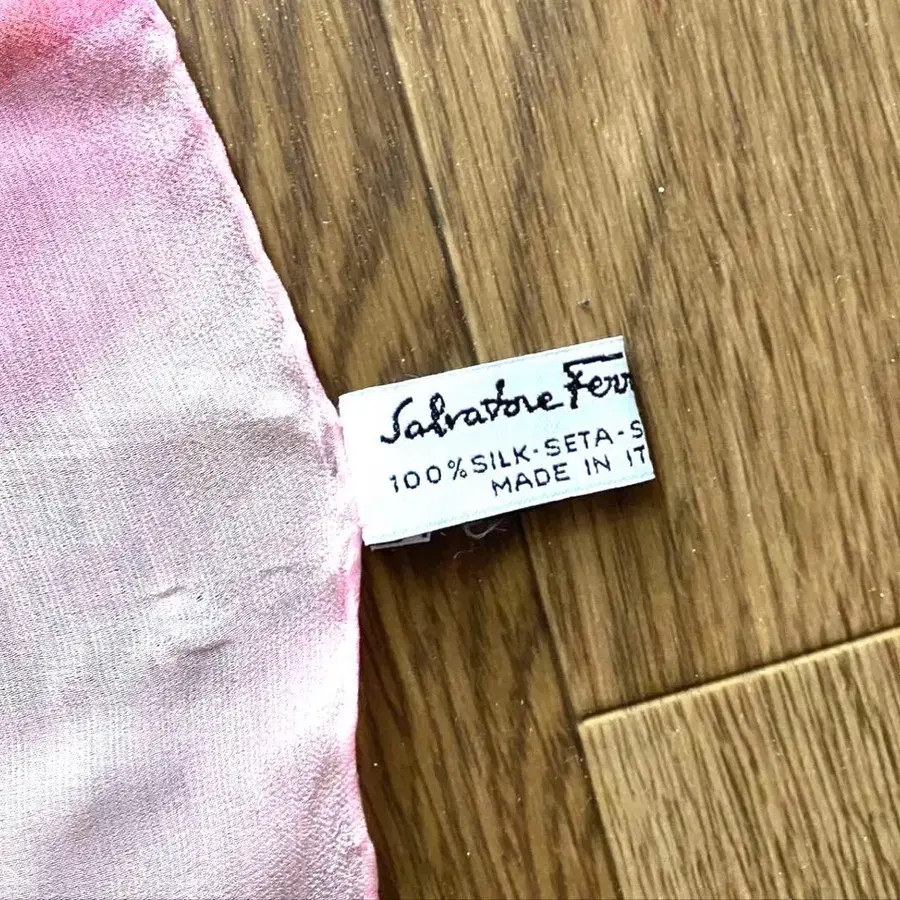 Salvatore Ferr
100% SILK-SETA-S
MADE IN IT